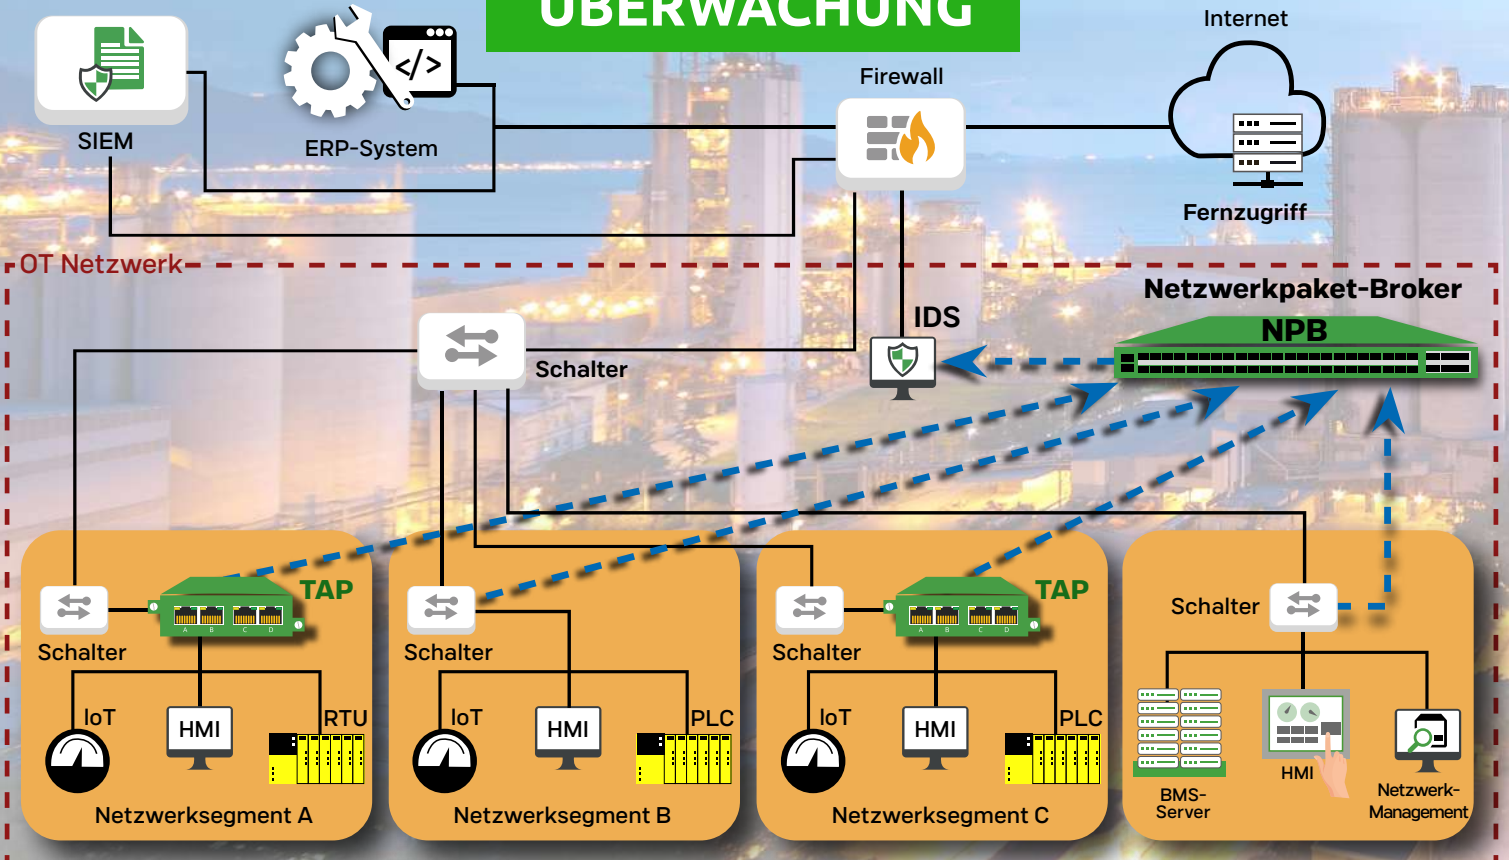 ÜBERWACHUNG
Internet
Firewall
SIEM
ERP-System
Fernzugriff
OT Netzwerk
Netzwerkpaket-Broker
NPB
IDS
Schalter
TAP
A B C D
Schalter
IoT
HMI
RTU
Netzwerksegment A
Schalter
IoT
HMI
PLC
Netzwerksegment B
TAP
A B C D
Schalter
IoT
HMI
PLC
Netzwerksegment C
Schalter
BMS-
Server
HMI
Netzwerk-
Management